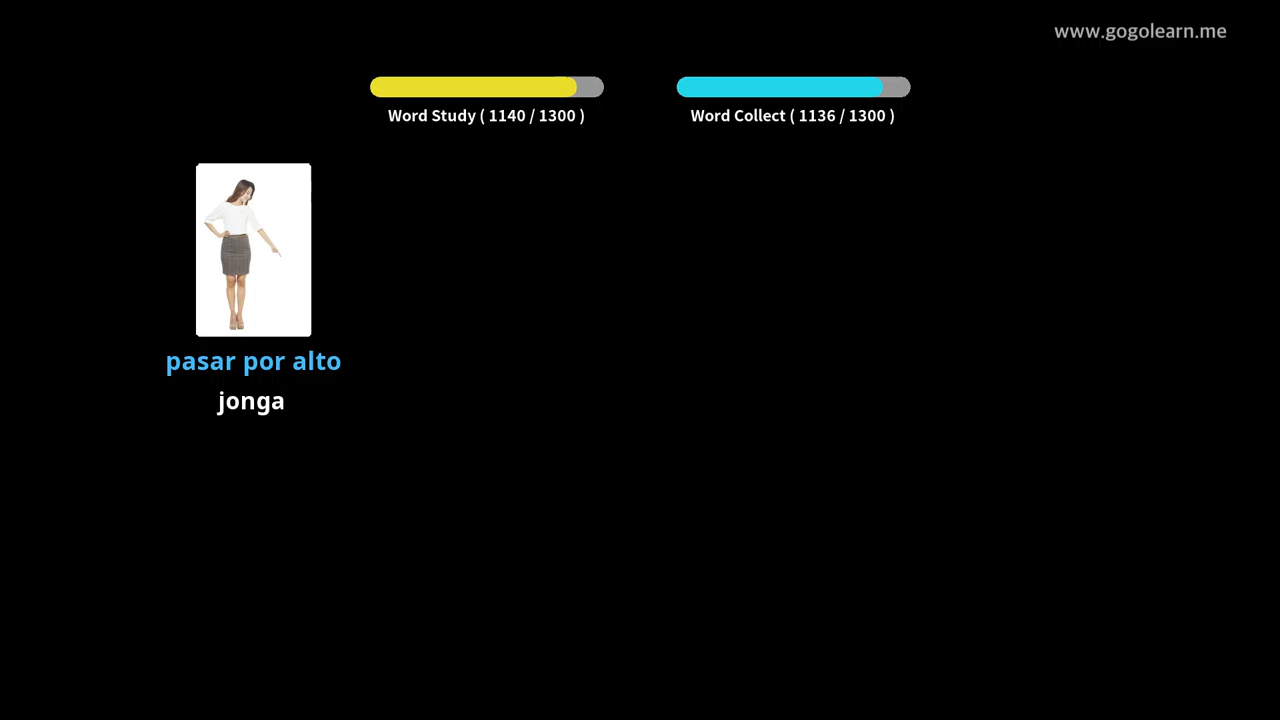 www.gogolearn.me
Word Study ( 1140 / 1300 )
Word Collect ( 1136 / 1300 )
pasar por alto
jonga